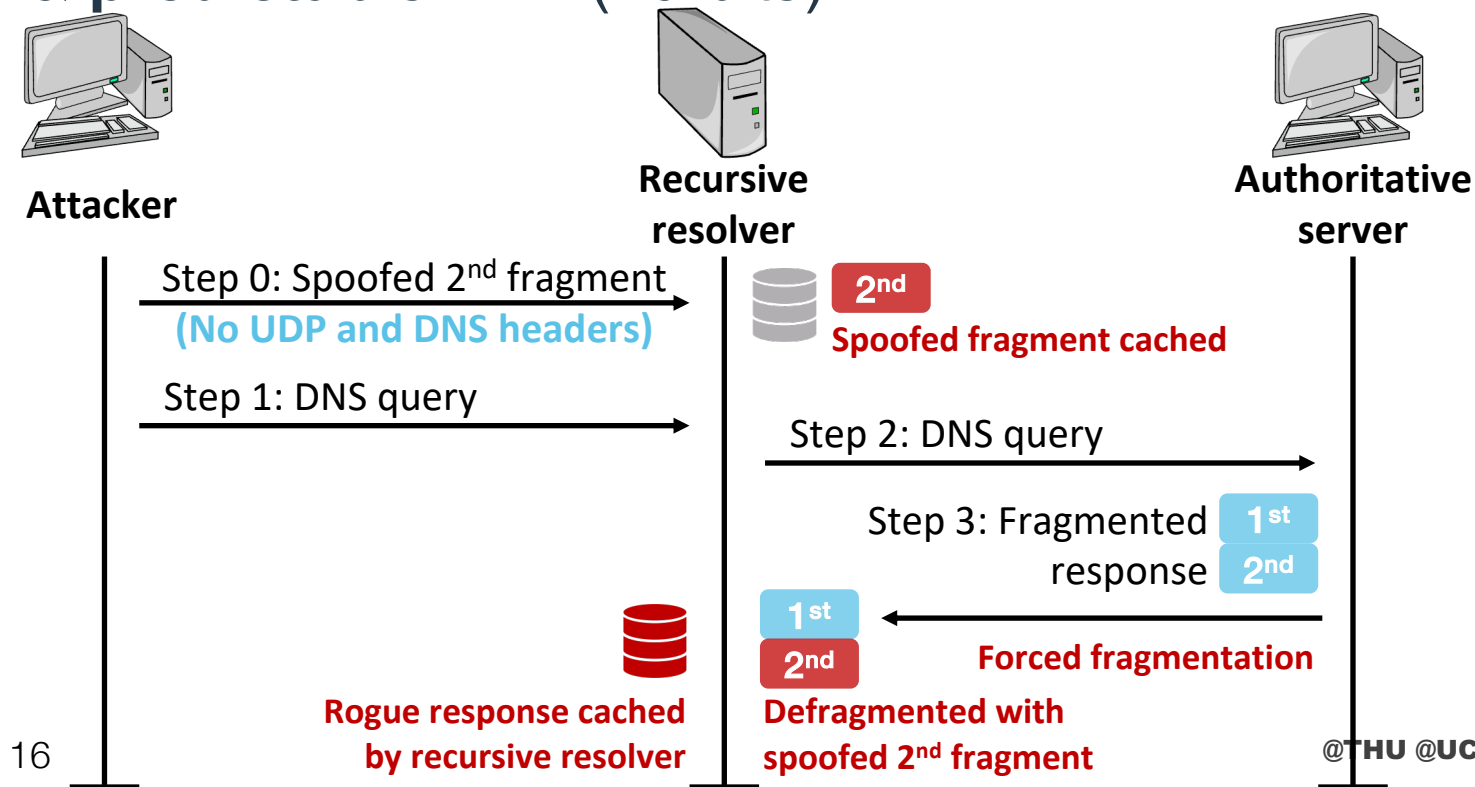 Attacker
Recursive
resolver
Authoritative
server
Step 0: Spoofed 2nd fragment
(No UDP and DNS headers)
2nd
Spoofed fragment cached
Step 1: DNS query
Step 2: DNS query
Step 3: Fragmented
response
1st
2nd
1st
2nd
Forced fragmentation
Rogue response cached
by recursive resolver
Defragmented with
spoofed 2nd fragment
16
@THU @UC